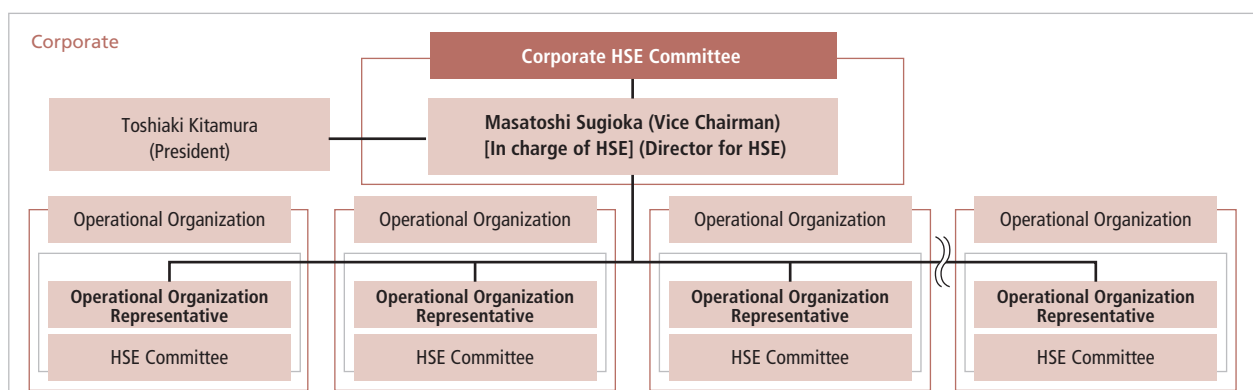 Corporate
Corporate HSE Committee
Toshiaki Kitamura
(President)
Masatoshi Sugioka (Vice Chairman)
[In charge of HSE] (Director for HSE)
Operational Organization
Operational Organization
Operational Organization
Operational Organization
Operational Organization
Representative
Operational Organization
Representative
Operational Organization
Representative
Operational Organization
Representative
HSE Committee
HSE Committee
HSE Committee
HSE Committee